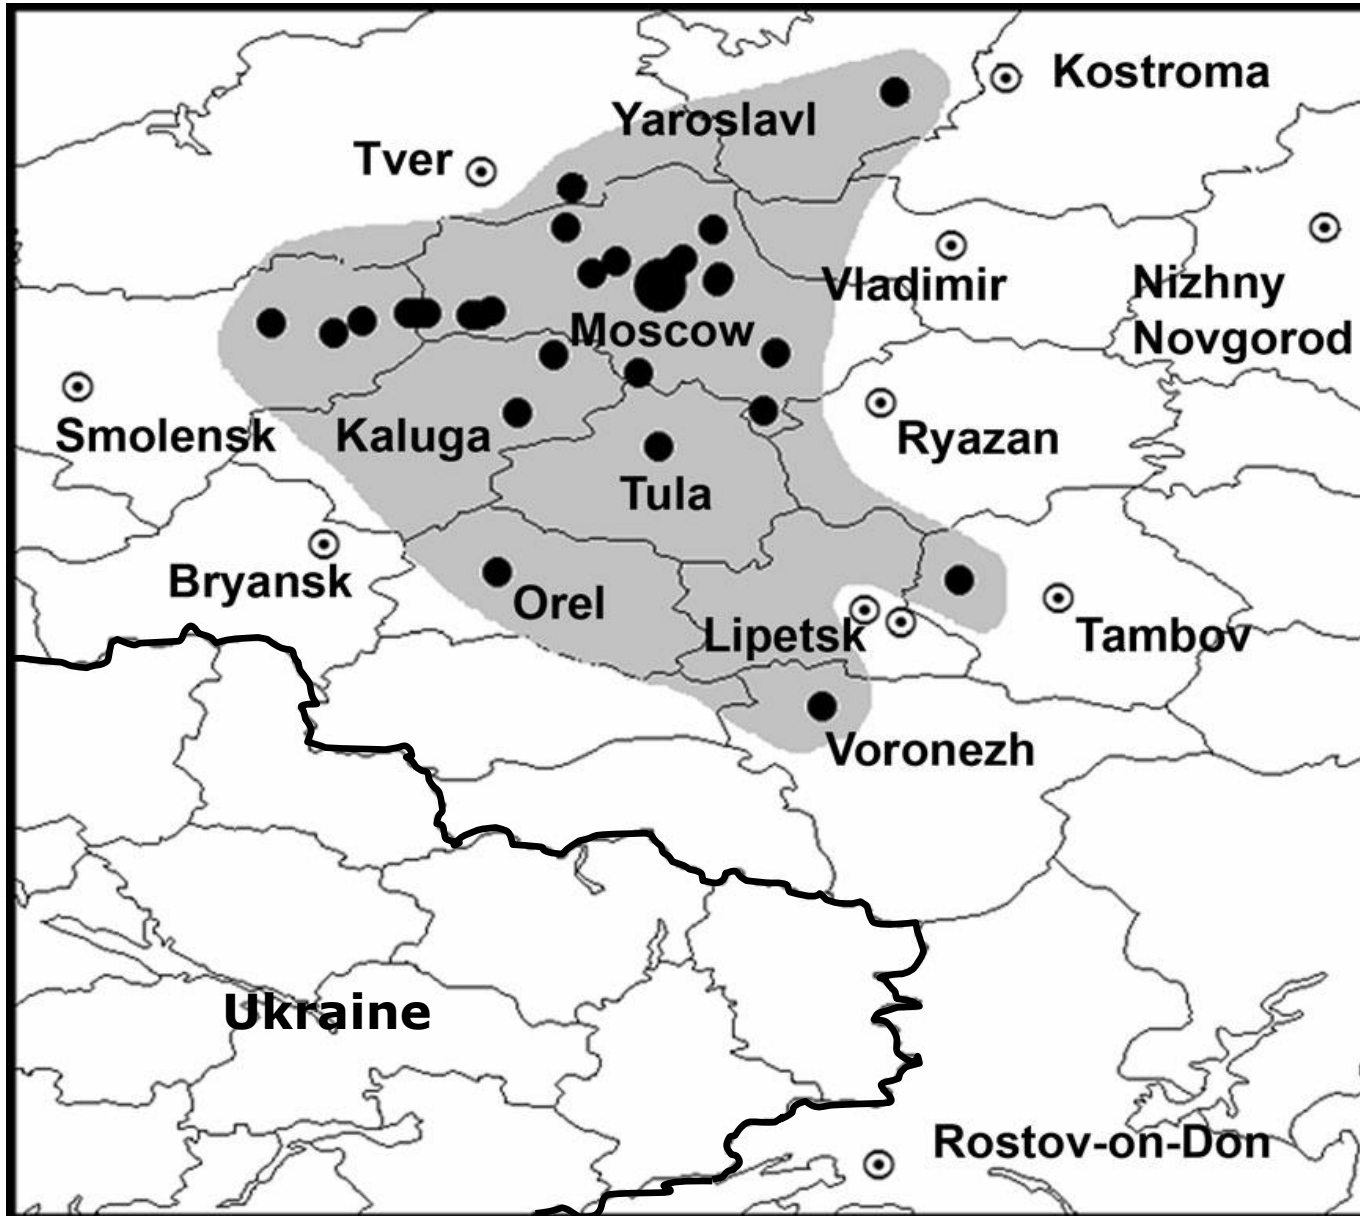 Kostroma
Yaroslavl
Tver
Vladimir
Nizhny
Novgorod
Moscow
Smolensk
Kaluga
Ryazan
Tula
Bryansk
Orel
Lipetsk
Tambov
Voronezh
Ukraine
Rostov-on-Don